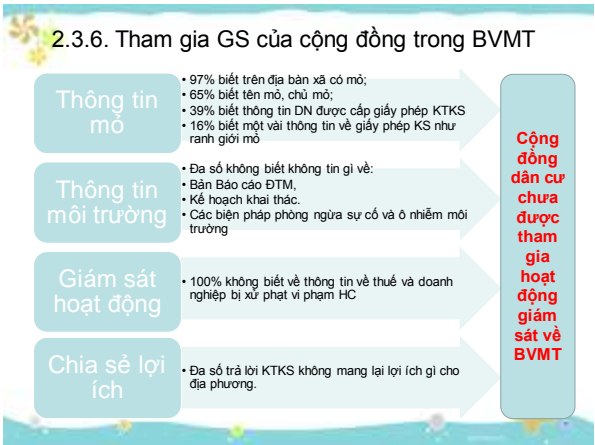 2.3.6. Tham gia GS của cộng đồng trong BVMT
Thông tin
mỏ
• 97% biết trên địa bàn xã có mỏ;
• 65% biết tên mỏ, chủ mỏ;
• 39% biết thông tin DN được cấp giấy phép KTKS
• 16% biết một vài thông tin về giấy phép KS như
ranh giới mỏ
Thông tin
môi trường
• Đa số không biết không tin gì về:
• Bản Báo cáo ĐTM,
• Kế hoạch khai thác.
• Các biện pháp phòng ngừa sự cố và ô nhiễm môi
trường
Giám sát
hoạt động
• 100% không biết về thông tin về thuế và doanh
nghiệp bị xử phạt vi phạm HC
Chia sẻ lợi
ích
• Đa số trả lời KTKS không mang lại lợi ích gì cho
địa phương.
Cộng
đồng
dân cư
chưa
được
tham
gia
hoạt
động
giám
sát về
BVMT